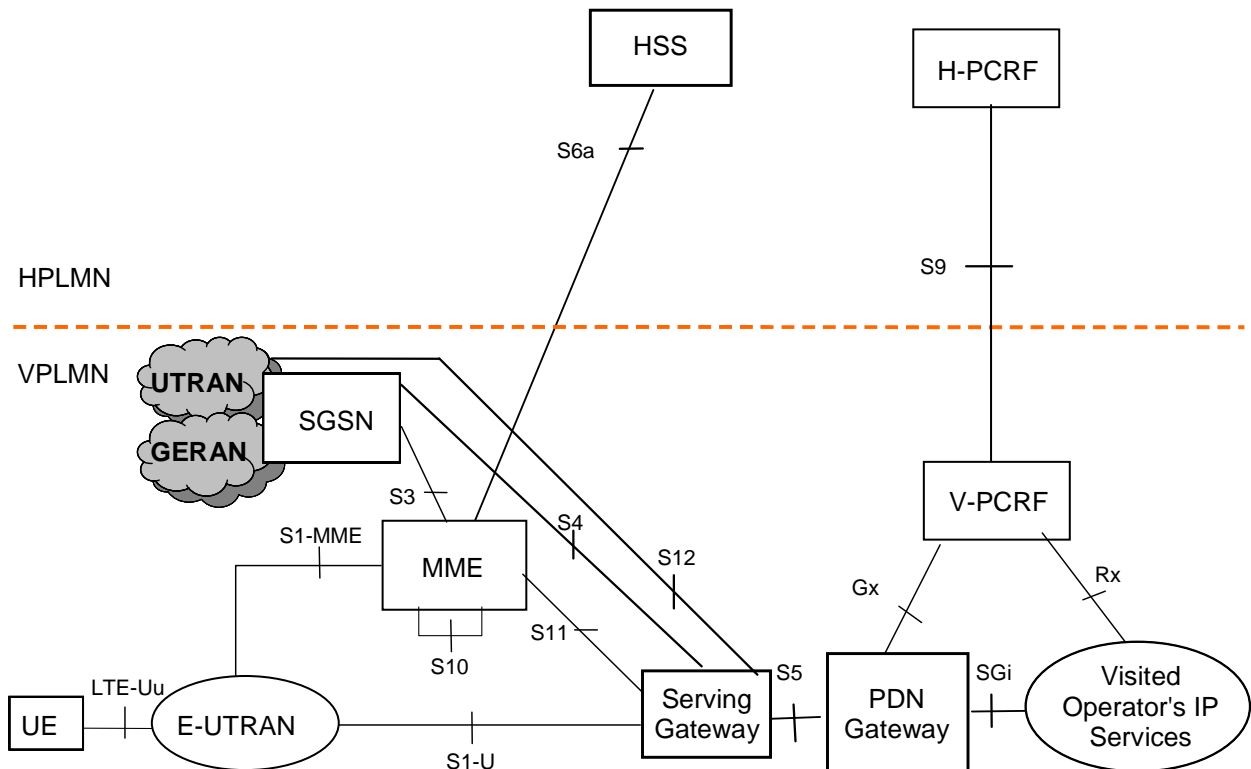 HSS
H-PCRF
S6a
S9
HPLMN
VPLMN
UTRAN
SGSN
GERAN
S3
S4
V-PCRF
S1-MME
MME
S12
Gx
Rx
S11
S10
LTE-Uu
S5
SGi
UE
E-UTRAN
Serving
Gateway
PDN
Gateway
Visited
Operator's IP
Services
S1-U